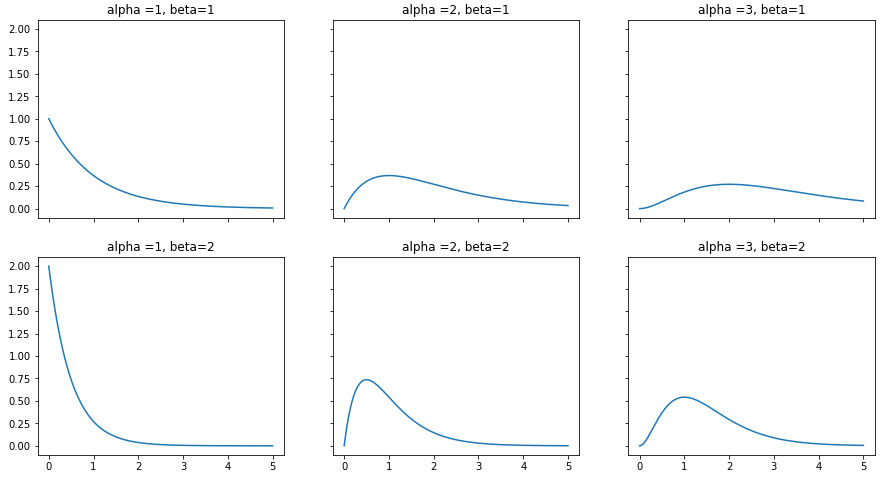 alpha =1, beta=1
alpha =2, beta=1
alpha =3, beta=1
2.00
1.75
1.50
1.25
1.00
0.75
0.50
0.25
0.00
alpha =1, beta=2
alpha =2, beta=2
alpha =3, beta=2
2.00
1.75
1.50
1.25
1.00
0.75
0.50
0.25
0.00
0 1 2 3 4 5
0 1 2 3 4 5
0 1 2 3 4 5